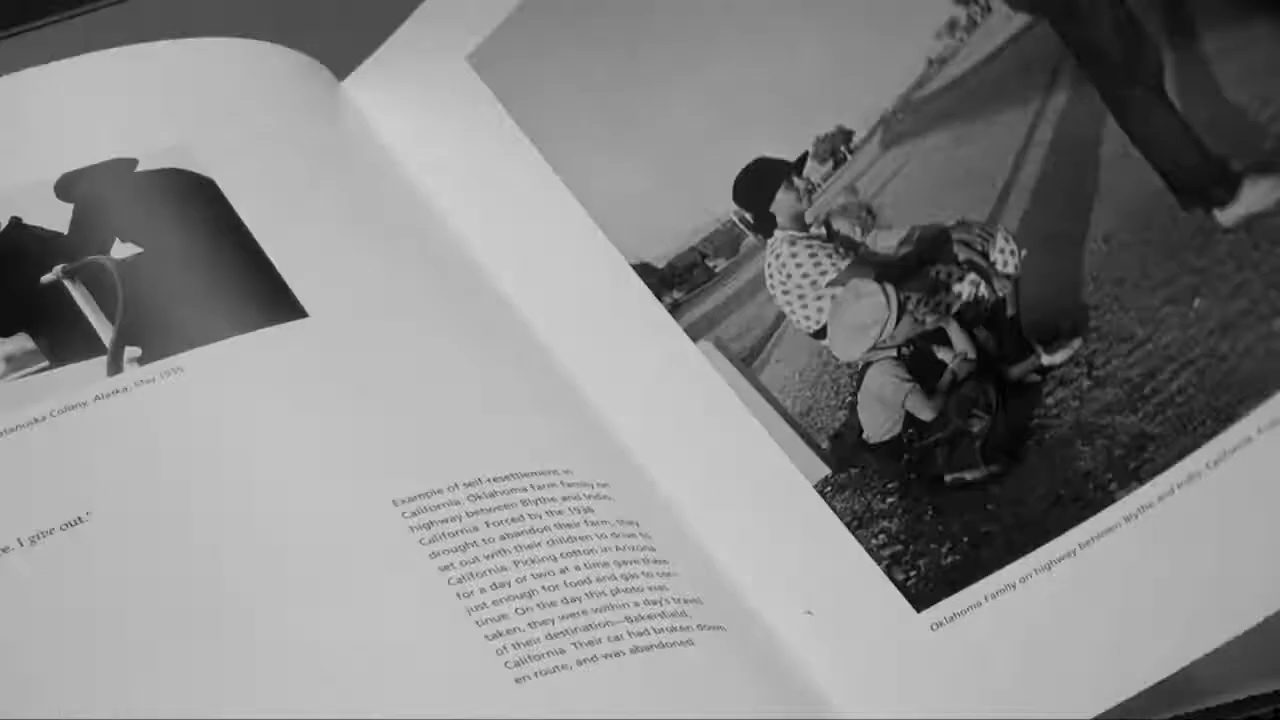 Matanuska Colony, Alaska, May 1935
I give out."
Example of self-resettlement in
California. Oklahoma farm family on
highway between Blythe and Indio,
California. Forced by the 1936
drought to abandon their farm, they
set out with their children to drive to
California. Picking cotton in Arizona
for a day or two at a time gave them
just enough for food and gas to con-
tinue. On the day this photo was
taken, they were within a day's travel
of their destination—Bakersfield,
California. Their car had broken down
en route, and was abandoned
Oklahoma Family on highway between Blythe and Indio, California,